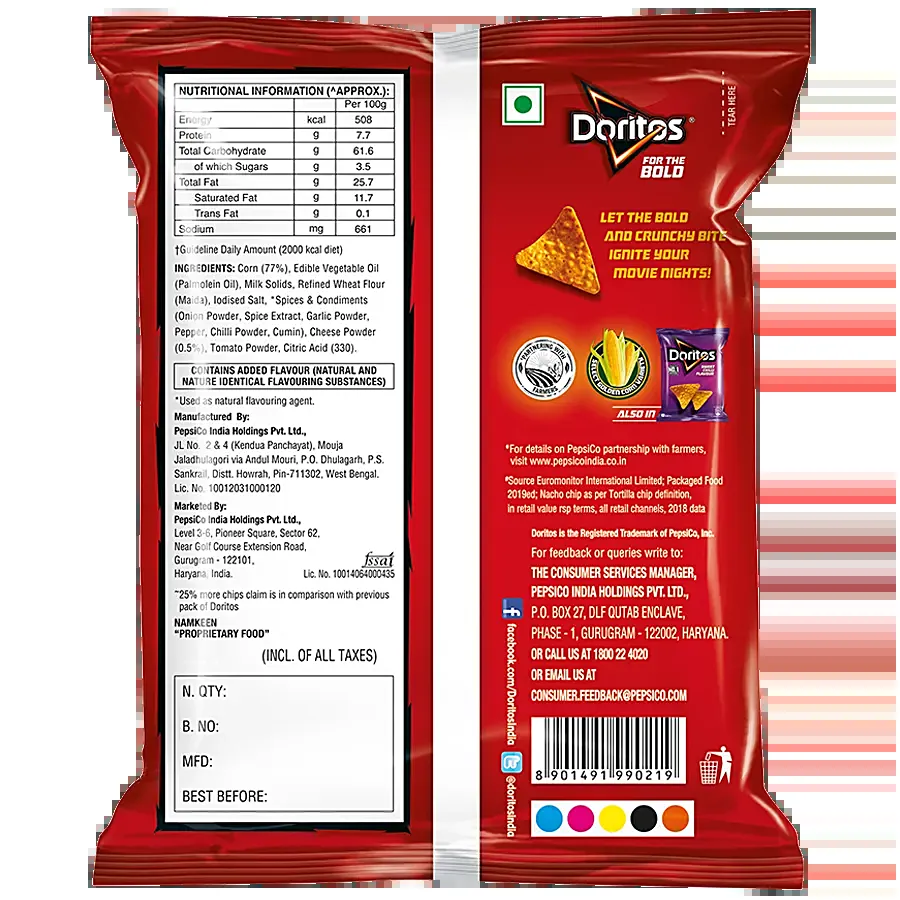 NUTRITIONAL INFORMATION (^APPROX.):
Per 100g
Energy kcal 508
Protein g 7.7
Total Carbohydrate g 61.6
of which Sugars g 3.5
Total Fat g 25.7
Saturated Fat g 11.7
Trans Fat g 0.1
Sodium mg 661
†Guideline Daily Amount (2000 kcal diet)
INGREDIENTS: Corn (77%), Edible Vegetable Oil
(Palmolein Oil), Milk Solids, Refined Wheat Flour
(Maida), Iodised Salt, *Spices & Condiments
(Onion Powder, Spice Extract, Garlic Powder,
Pepper, Chilli Powder, Cumin), Cheese Powder
(0.5%), Tomato Powder, Citric Acid (330).
CONTAINS ADDED FLAVOUR (NATURAL AND
NATURE IDENTICAL FLAVOURING SUBSTANCES)
*Used as natural flavouring agent.
Manufactured By:
PepsiCo India Holdings Pvt. Ltd.,
JL No. 2 & 4 (Kendua Panchayat), Mouja
Jaladhulagori via Andul Mouri, P.O. Dhulagarh, P.S.
Sankrail, Distt. Howrah, Pin-711302, West Bengal.
Lic. No. 10012031000120
Marketed By:
PepsiCo India Holdings Pvt. Ltd.,
Level 3-6, Pioneer Square, Sector 62,
Near Golf Course Extension Road,
Gurugram - 122101,
Haryana, India.
fssai
Lic. No. 10014064000435
~25% more chips claim is in comparison with previous
pack of Doritos
NAMKEEN
"PROPRIETARY FOOD"
(INCL. OF ALL TAXES)
N. QTY:
B. NO:
MFD:
BEST BEFORE:
TEAR HERE
Doritos®
FOR THE
BOLD
LET THE BOLD
AND CRUNCHY BITE
IGNITE YOUR
MOVIE NIGHTS!
*PARTNERING WITH
FARMERS
SELECT GOLDEN CORN VARIETY
Doritos
NO.1
SWEET
CHILLI
FLAVOUR
ALSO IN
*For details on PepsiCo partnership with farmers,
visit www.pepsicoindia.co.in
#Source Euromonitor International Limited; Packaged Food
2019ed; Nacho chip as per Tortilla chip definition,
in retail value rsp terms, all retail channels, 2018 data
Doritos is the Registered Trademark of PepsiCo, Inc.
For feedback or queries write to:
THE CONSUMER SERVICES MANAGER,
PEPSICO INDIA HOLDINGS PVT. LTD.,
P.O. BOX 27, DLF QUTAB ENCLAVE,
PHASE - 1, GURUGRAM - 122002, HARYANA.
OR CALL US AT 1800 22 4020
OR EMAIL US AT
CONSUMER.FEEDBACK@PEPSICO.COM
facebook.com/DoritosIndia
@doritosindia
8 901491 990219